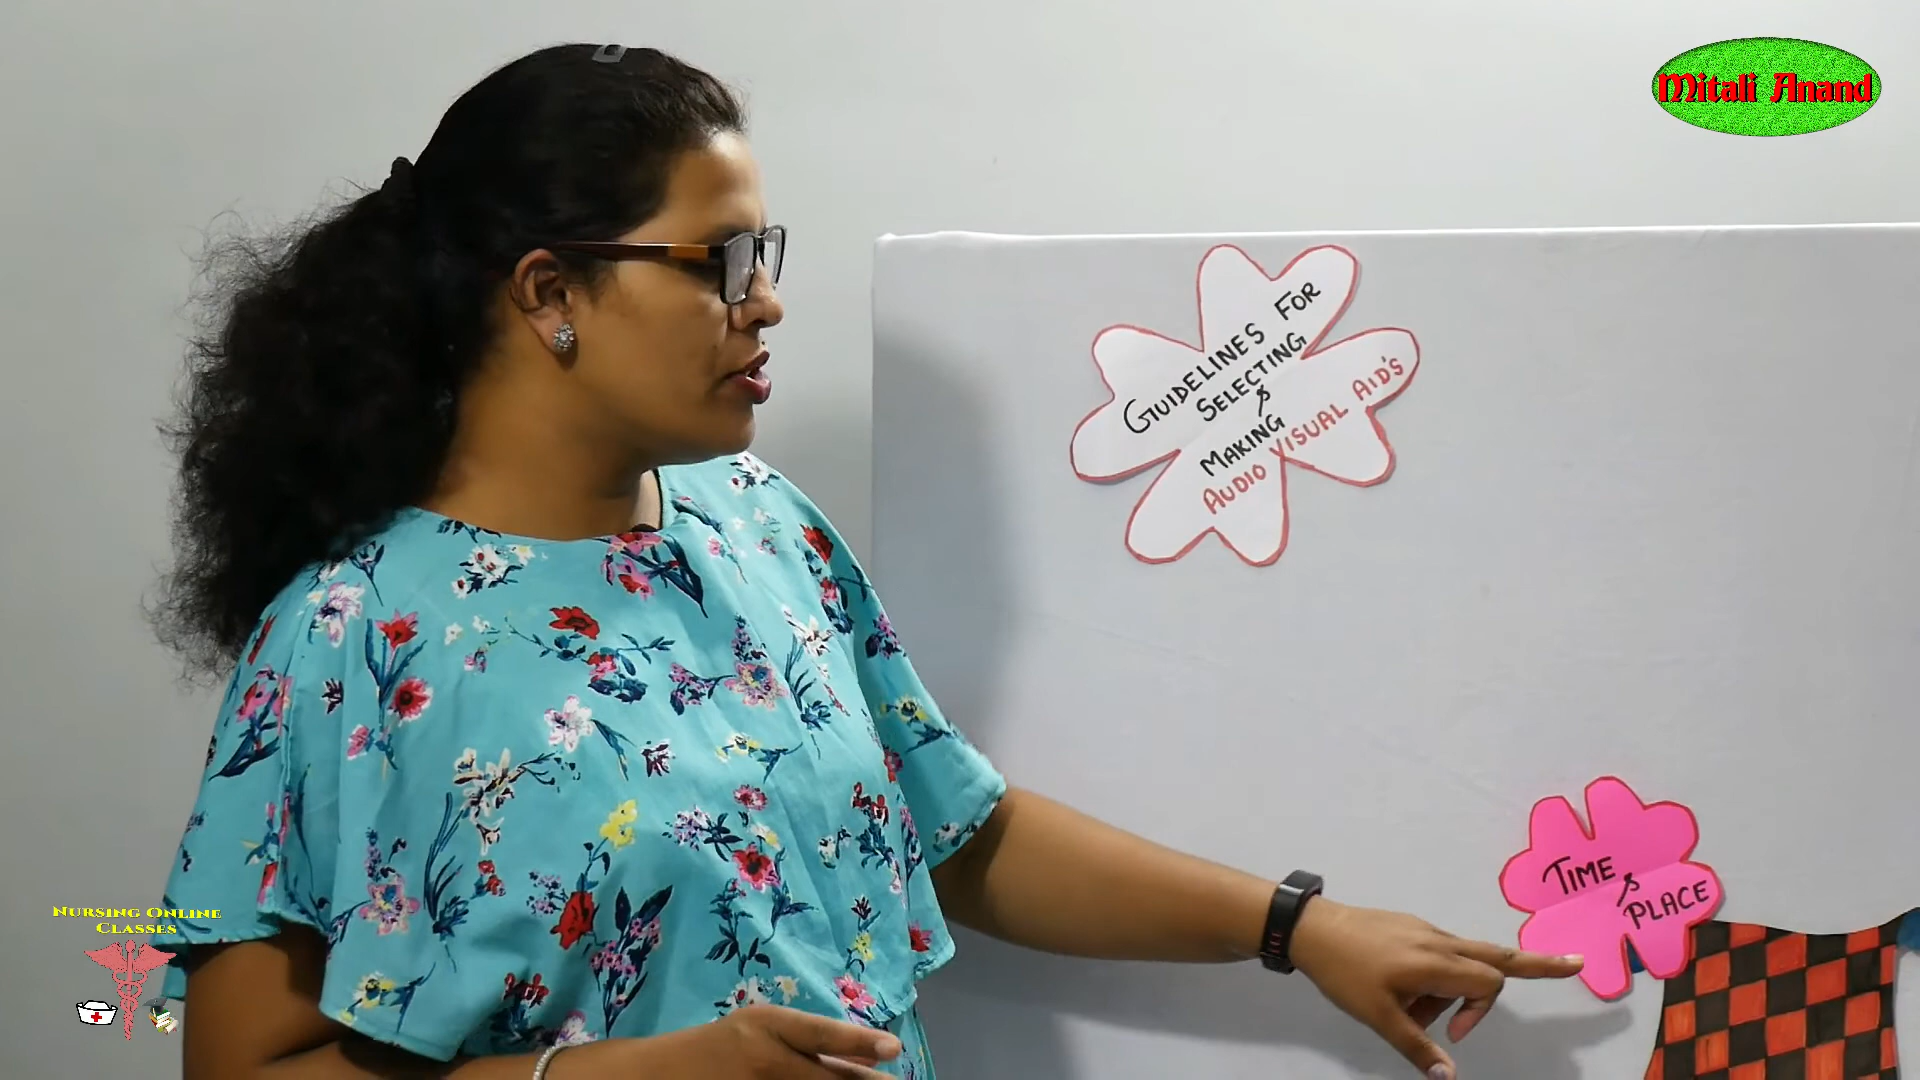 Mitali Anand
GUIDELINES FOR
SELECTING
&
MAKING
AUDIO VISUAL AID'S
TIME
&
PLACE
NURSING ONLINE
CLASSES